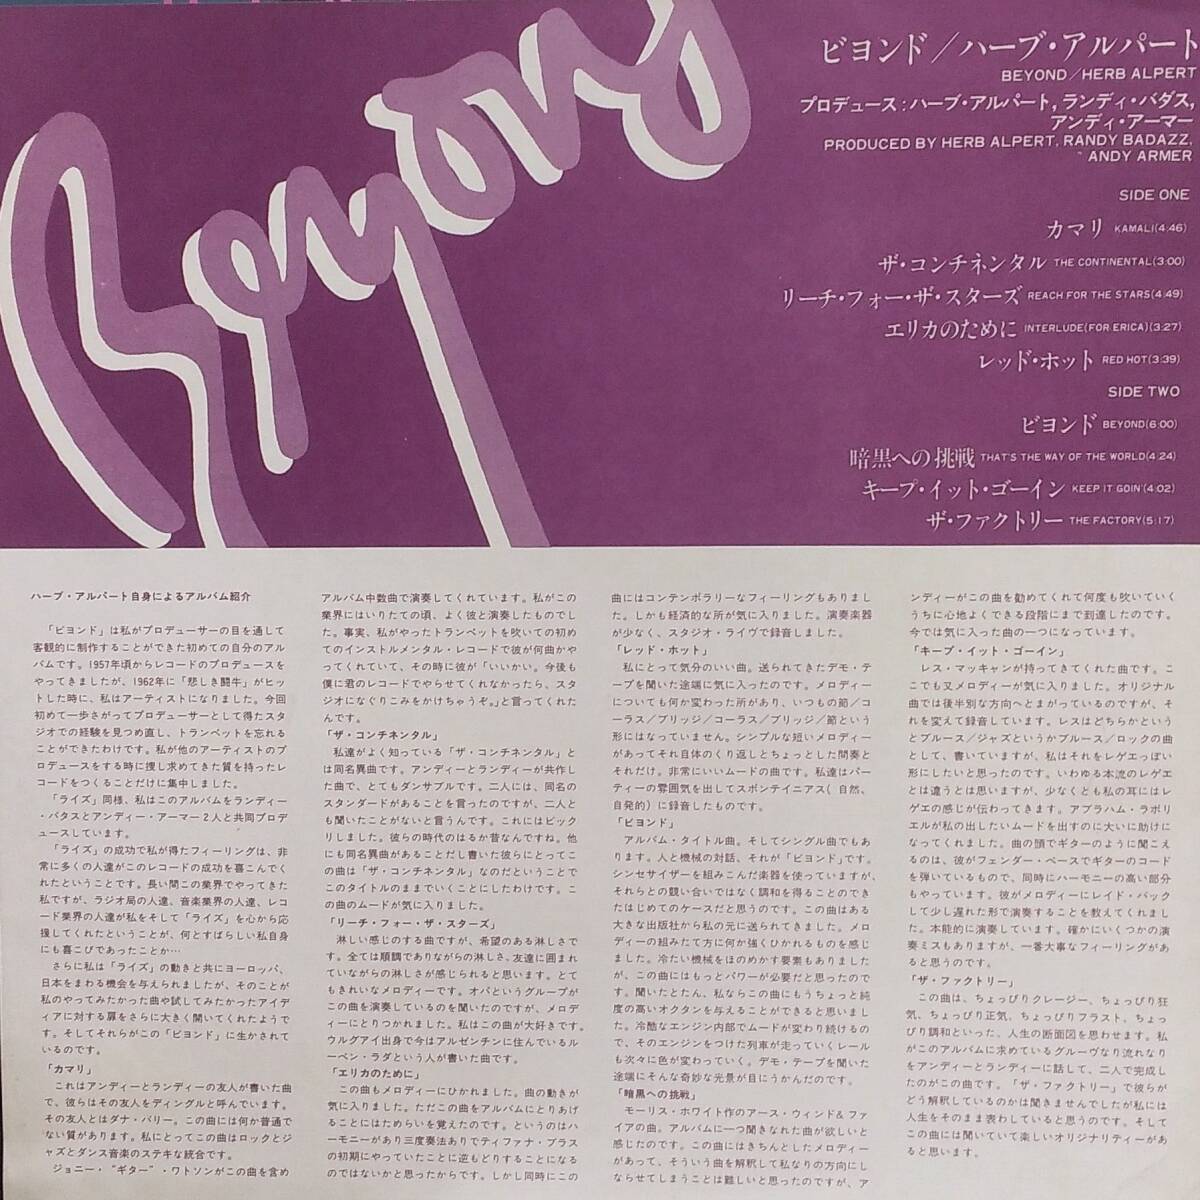 Beyond
ビヨンド／ハーブ・アルパート
BEYOND／HERB ALPERT
プロデュース：ハーブ・アルパート，ランディ・バダス，
アンディ・アーマー
PRODUCED BY HERB ALPERT, RANDY BADAZZ,
ANDY ARMER
SIDE ONE
カマリ KAMALI(4:46)
ザ・コンチネンタル THE CONTINENTAL(3:00)
リーチ・フォー・ザ・スターズ REACH FOR THE STARS(4:49)
エリカのために INTERLUDE(FOR ERICA)(3:27)
レッド・ホット RED HOT(3:39)
SIDE TWO
ビヨンド BEYOND(6:00)
暗黒への挑戦 THAT'S THE WAY OF THE WORLD(4:24)
キープ・イット・ゴーイン KEEP IT GOIN'(4:02)
ザ・ファクトリー THE FACTORY(5:17)
ハーブ・アルパート自身によるアルバム紹介
「ビヨンド」は私がプロデューサーの目を通して
客観的に制作することができた初めての自分のアル
バムです。1957年頃からレコードのプロデュースを
やってきましたが、1962年に「悲しき闘牛」がヒッ
トした時に、私はアーティストになりました。今回
初めて一歩さがってプロデューサーとして得たスタ
ジオでの経験を見つめ直し、トランペットを忘れる
ことができたわけです。私が他のアーティストのプ
ロデュースをする時に捜し求めてきた質を持ったレ
コードをつくることだけに集中しました。
「ライズ」同様、私はこのアルバムをランディー
・バタスとアンディー・アーマー2人と共同プロデ
ュースしています。
「ライズ」の成功で私が得たフィーリングは、非
常に多くの人達がこのレコードの成功を喜こんでく
れたということです。長い間この業界でやってきた
私ですが、ラジオ局の人達、音楽業界の人達、レコ
ード業界の人達が私をそして「ライズ」を心から応
援してくれたということが、何とすばらしい私自身
にも喜こびであったことか…
さらに私は「ライズ」の動きと共にヨーロッパ、
日本をまわる機会を与えられましたが、そのことが
私のやってみたかった曲や試してみたかったアイデ
ィアに対する扉をさらに大きく開いてくれたようで
す。そしてそれらがこの「ビヨンド」に生かされて
いるのです。
「カマリ」
これはアンディーとランディーの友人が書いた曲
で、彼らはその友人をディングルと呼んでいます。
その友人とはダナ・バリー。この曲には何か普通で
ない質があります。私にとってこの曲はロックとジ
ャズとダンス音楽のステキな統合です。
ジョニー・“ギター”・ワトソンがこの曲を含め
アルバム中数曲で演奏してくれています。私がこの
業界にはいりたての頃、よく彼と演奏したものでし
た。事実、私がやったトランペットを吹いての初め
てのインストルメンタル・レコードで彼が何曲かや
ってくれていて、その時に彼が「いいかい。今後も
僕に君のレコードでやらせてくれなかったら、スタ
ジオになぐりこみをかけちゃうぞ。」と言ってくれた
んです。
「ザ・コンチネンタル」
私達がよく知っている「ザ・コンチネンタル」と
は同名異曲です。アンディーとランディーが共作し
た曲で、とてもダンサブルです。二人には、同名の
スタンダードがあることを言ったのですが、二人と
も聞いたことがないと言うんです。これにはビック
リしました。彼らの時代のはるか昔なんですね。他
にも同名異曲があることだし書いた彼らにとってこ
の曲は「ザ・コンチネンタル」なのだということで
このタイトルのままでいくことにしたわけです。こ
の曲のムードが気に入りました。
「リーチ・フォー・ザ・スターズ」
淋しい感じのする曲ですが、希望のある淋しさで
す。全ては順調でありながらの淋しさ、友達に囲まれ
ていながらの淋しさが感じられると思います。とて
もきれいなメロディーです。オパというグループが
この曲を演奏しているのを聞いたのですが、メロデ
ィーにとりつかれました。私はこの曲が大好きです。
ウルグアイ出身で今はアルゼンチンに住んでいるル
ーベン・ラダという人が書いた曲です。
「エリカのために」
この曲もメロディーにひかれました。曲の動きが
気に入りました。ただこの曲をアルバムにとりあげ
ることにはためらいを覚えたのです。というのはハ
ーモニーがあり三度奏法ありでティファナ・ブラス
の初期にやっていたことに逆もどりすることになる
のではないかと思ったからです。しかし同時にこの
曲にはコンテンポラリーなフィーリングもありまし
た。しかも経済的な所が気に入りました。演奏楽器
が少なく、スタジオ・ライヴで録音しました。
「レッド・ホット」
私にとって気分のいい曲。送られてきたデモ・テ
ープを聞いた途端に気に入ったのです。メロディー
についても何か変わった所があり、いつもの節／コ
ーラス／ブリッジ／コーラス／ブリッジ／節という
形にはなっていません。シンプルな短いメロディー
があってそれ自体のくり返しとちょっとした間奏と
それだけ。非常にいいムードの曲です。私達はパー
ティーの雰囲気を出してスポンテイニアス（自然、
自発的）に録音したものです。
「ビヨンド」
アルバム・タイトル曲。そしてシングル曲でもあ
ります。人と機械の対話、それが「ビヨンド」です。
シンセサイザーを組みこんだ楽器を使っていますが、
それらとの競い合いではなく調和を得ることのでき
たはじめてのケースだと思うのです。この曲はある
大きな出版社から私の元に送られてきました。メロ
ディーの組みたて方に何か強くひかれるものを感じ
ました。冷たい機械をほのめかす要素もありました
が、この曲にはもっとパワーが必要だと思ったので
す。聞いたとたん、私ならこの曲にもうちょっと純
度の高いオクタンを与えることができると思いまし
た。冷酷なエンジン内部でムードが変わり続けるの
で、そのエンジンをつけた列車が走っていくレール
も次々に色が変わっていく。デモ・テープを聞いた
途端にそんな奇妙な光景が目にうかんだのです。
「暗黒への挑戦」
モーリス・ホワイト作のアース・ウィンド＆ファ
イアの曲。アルバムに一つ聞きなれた曲が欲しいと
感じたのです。この曲にはきちんとしたメロディー
があって、そういう曲を解釈して私なりの方向にし
ならせてしまうことは難しいと思ったのですが、ア
ンディーがこの曲を勧めてくれて何度も吹いていく
うちに心地よくできる段階にまで到達したのです。
今では気に入った曲の一つになっています。
「キープ・イット・ゴーイン」
レス・マッキャンが持ってきてくれた曲です。こ
こでも又メロディーが気に入りました。オリジナル
曲では後半別な方向へとまがっているのですが、そ
れを変えて録音しています。レスはどちらかという
とブルース／ジャズというかブルース／ロックの曲
として、書いていますが、私はそれをレゲエっぽい
形にしたいと思ったのです。いわゆる本流のレゲエ
とは違うとは思いますが、少なくとも私の耳にはレ
ゲエの感じが伝わってきます。アブラハム・ラボリ
エルが私の出したいムードを出すのに大いに助けに
なってくれました。曲の頭でギターのように聞こえ
るのは、彼がフェンダー・ベースでギターのコード
を弾いているもので、同時にハーモニーの高い部分
もやっています。彼がメロディーにレイド・バック
して少し遅れた形で演奏することを教えてくれまし
た。本能的に演奏しています。確かにいくつかの演
奏ミスもありますが、一番大事なフィーリングがあ
ると思うのです。
「ザ・ファクトリー」
この曲は、ちょっぴりクレージー、ちょっぴり狂
気、ちょっぴり正気、ちょっぴりフラスト、ちょっ
ぴり調和といった、人生の断面図を思わせます。私
がこのアルバムに求めているグルーヴなり流れなり
をアンディーとランディーに話して、二人で完成し
たのがこの曲です。「ザ・ファクトリー」で彼らが
どう解釈しているのかは聞きませんでしたが私には
人生をそのまま表わしていると思うのです。そして
この曲には聞いていて楽しいオリジナリティーがあ
ると思います。